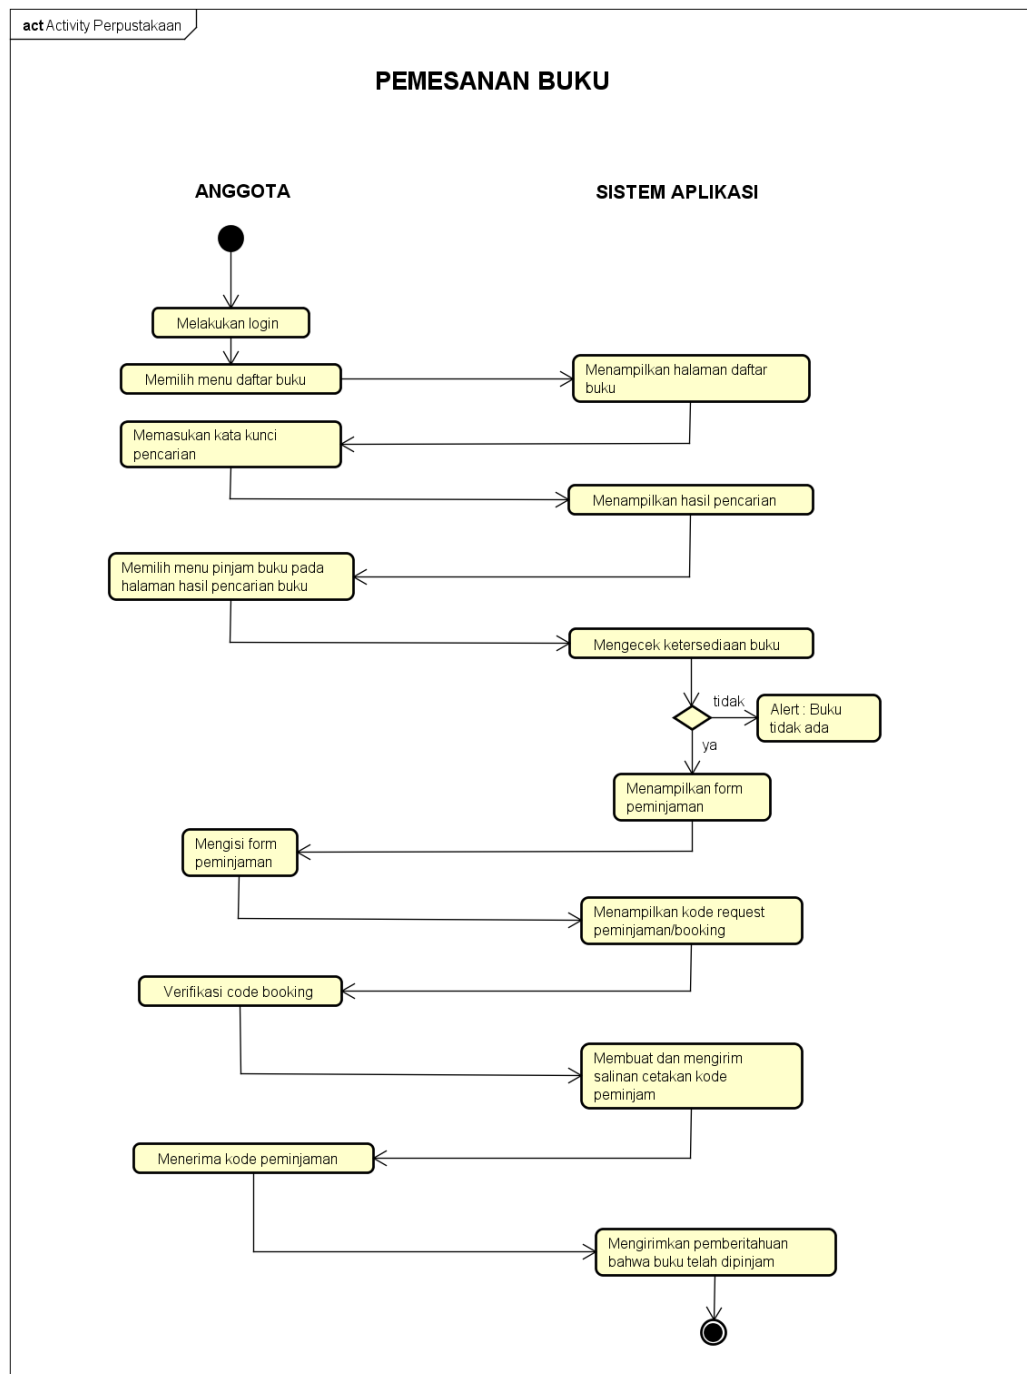 act Activity Perpustakaan
PEMESANAN BUKU
ANGGOTA
SISTEM APLIKASI
Melakukan login
Memilih menu daftar buku
Menampilkan halaman daftar
buku
Memasukan kata kunci
pencarian
Menampilkan hasil pencarian
Memilih menu pinjam buku pada
halaman hasil pencarian buku
Mengecek ketersediaan buku
tidak
Alert : Buku
tidak ada
ya
Menampilkan form
peminjaman
Mengisi form
peminjaman
Menampilkan kode request
peminjaman/booking
Verifikasi code booking
Membuat dan mengirim
salinan cetakan kode
peminjam
Menerima kode peminjaman
Mengirimkan pemberitahuan
bahwa buku telah dipinjam